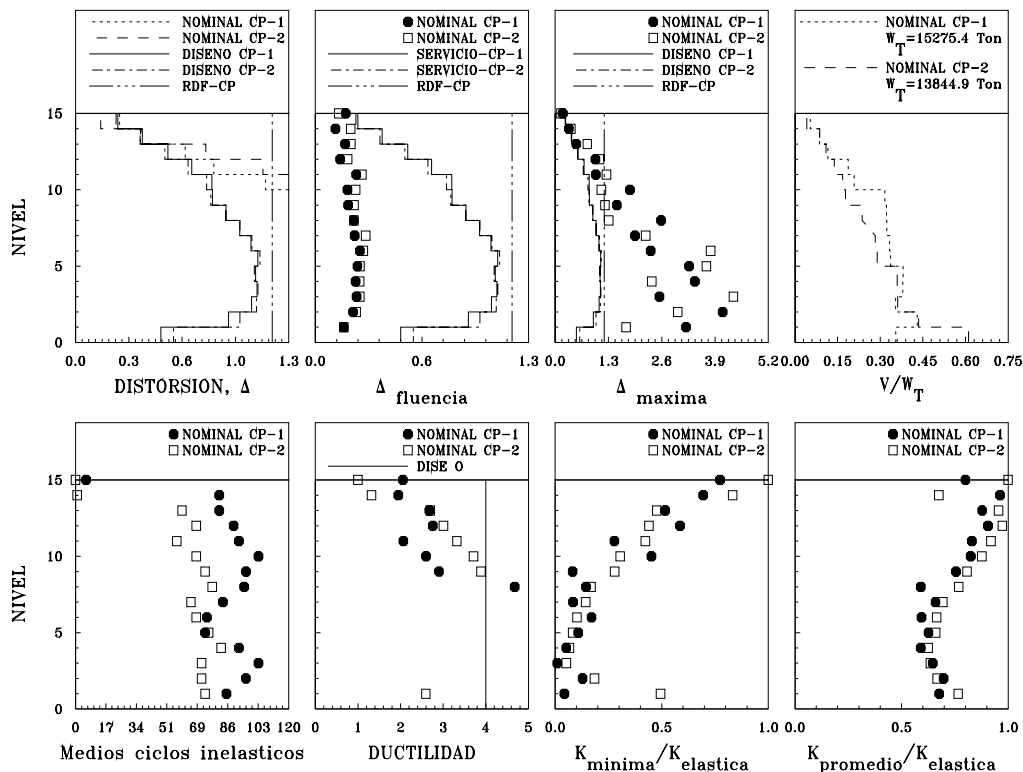 NOMINAL CP-1
NOMINAL CP-2
DISENO CP-1
DISENO CP-2
RDF-CP
NOMINAL CP-1
NOMINAL CP-2
SERVICIO-CP-1
SERVICIO-CP-2
RDF-CP
NOMINAL CP-1
NOMINAL CP-2
DISENO CP-1
DISENO CP-2
RDF-CP
NOMINAL CP-1
W_T=15275.4 Ton
NOMINAL CP-2
W_T=13844.9 Ton
NIVEL
15
10
5
0
0.0 0.3 0.6 1.0 1.3
DISTORSION, Δ
0.0 0.6 1.3
Δ fluencia
0.0 1.3 2.6 3.9 5.2
Δ maxima
0.00 0.15 0.30 0.45 0.60 0.75
V/W_T
NOMINAL CP-1
NOMINAL CP-2
NOMINAL CP-1
NOMINAL CP-2
DISE O
NOMINAL CP-1
NOMINAL CP-2
NOMINAL CP-1
NOMINAL CP-2
NIVEL
15
10
5
0
0 17 34 51 69 86 103 120
Medios ciclos inelasticos
0 1 2 3 4 5
DUCTILIDAD
0.0 0.5 1.0
K_minima/K_elastica
0.0 0.5 1.0
K_promedio/K_elastica